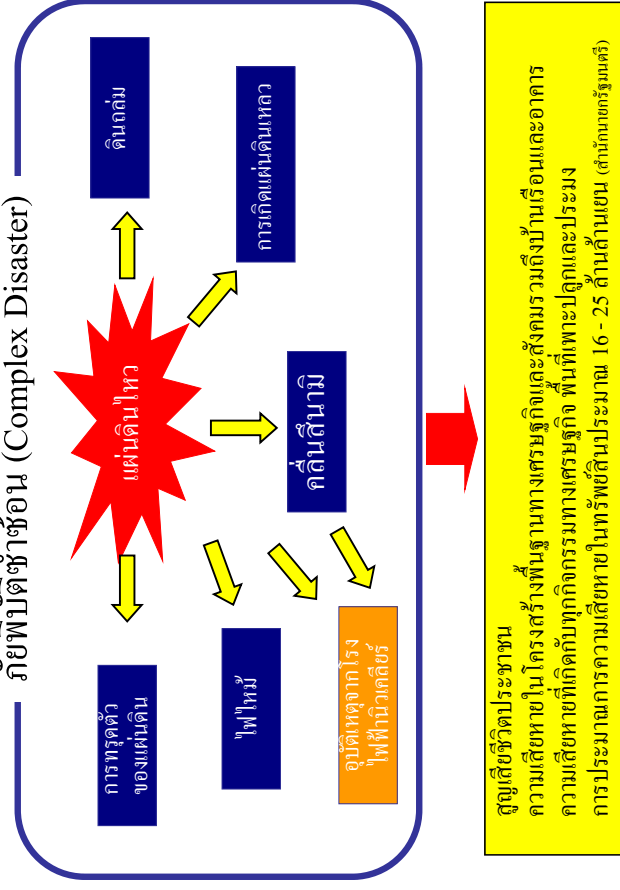 ภัยพิบัติซ้ำซ้อน (Complex Disaster)
ดินถล่ม
การเกิดแผ่นดินเหลว
แผ่นดินไหว
คลื่นสึนามิ
การทรุดตัว
ของแผ่นดิน
ไฟไหม้
อุบัติเหตุจากโรง
ไฟฟ้านิวเคลียร์
สูญเสียชีวิตประชาชน
ความเสียหายในโครงสร้างพื้นฐานทางเศรษฐกิจและสังคมรวมถึงบ้านเรือนและอาคาร
ความเสียหายที่เกิดกับทุกกิจกรรมทางเศรษฐกิจ พื้นที่เพาะปลูกและประมง
การประมาณการความเสียหายในทรัพย์สินประมาณ 16 - 25 ล้านล้านเยน (สำนักนายกรัฐมนตรี)